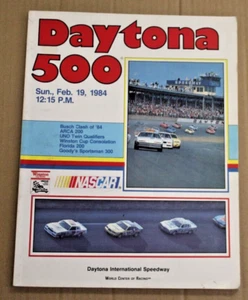 Daytona
500
Sun., Feb. 19, 1984
12:15 P.M.
Busch Clash of '84
ARCA 200
UNO Twin Qualifiers
Winston Cup Consolation
Florida 200
Goody's Sportsman 300
Winston
NASCAR
Daytona International Speedway
World Center of Racing